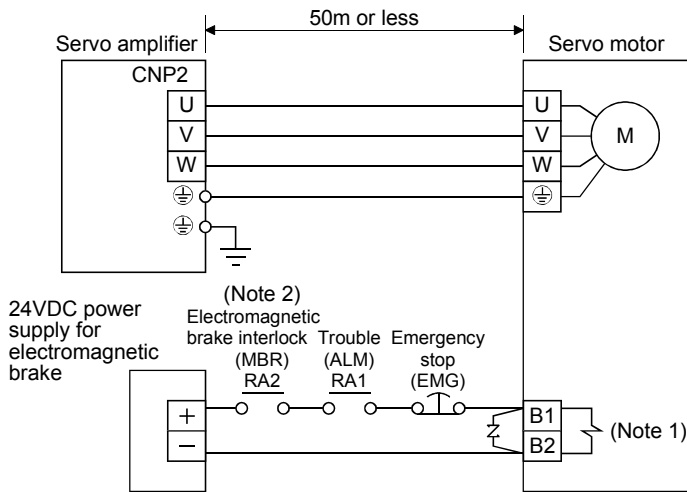 50m or less
Servo amplifier
Servo motor
CNP2
U
U
V
V
M
W
W
(Note 2)
24VDC power
supply for
electromagnetic
brake
Electromagnetic
brake interlock
(MBR)
RA2
Trouble
(ALM)
RA1
Emergency
stop
(EMG)
+
B1
(Note 1)
−
B2